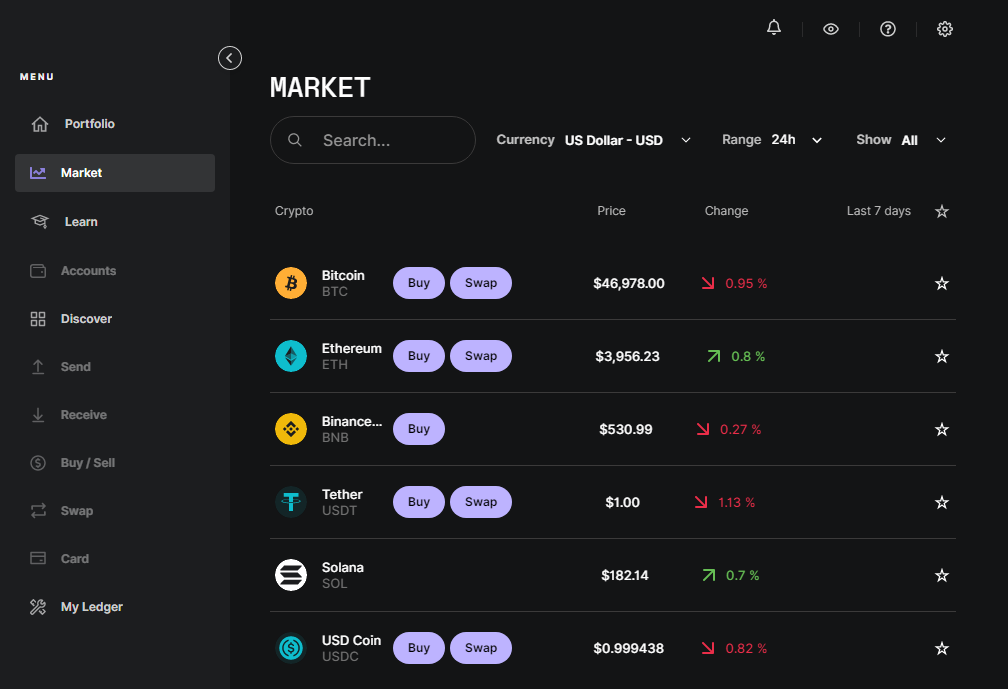 MENU
Portfolio
Market
Learn
Accounts
Discover
Send
Receive
Buy / Sell
Swap
Card
My Ledger
MARKET
Search...
Currency US Dollar - USD
Range 24h
Show All
Crypto Price Change Last 7 days
Bitcoin
BTC
Buy Swap $46,978.00 0.95 %
Ethereum
ETH
Buy Swap $3,956.23 0.8 %
Binance...
BNB
Buy $530.99 0.27 %
Tether
USDT
Buy Swap $1.00 1.13 %
Solana
SOL
$182.14 0.7 %
USD Coin
USDC
Buy Swap $0.999438 0.82 %